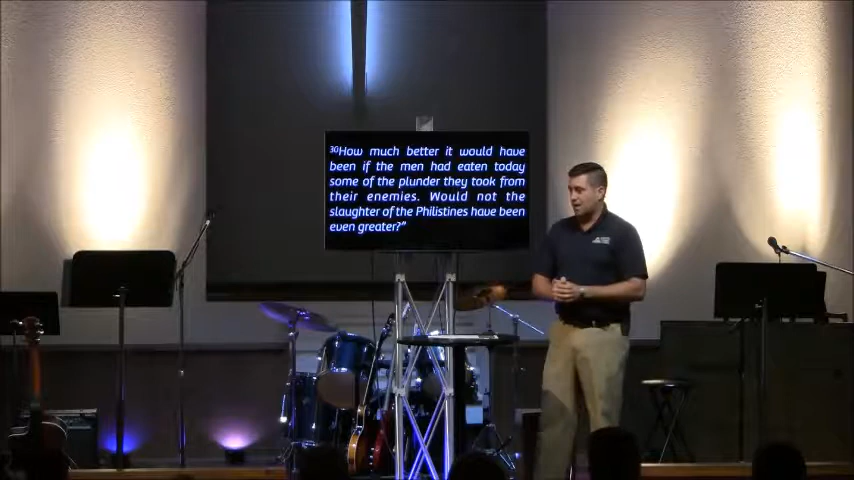 30How much better it would have
been if the men had eaten today
some of the plunder they took from
their enemies. Would not the
slaughter of the Philistines have been
even greater?"